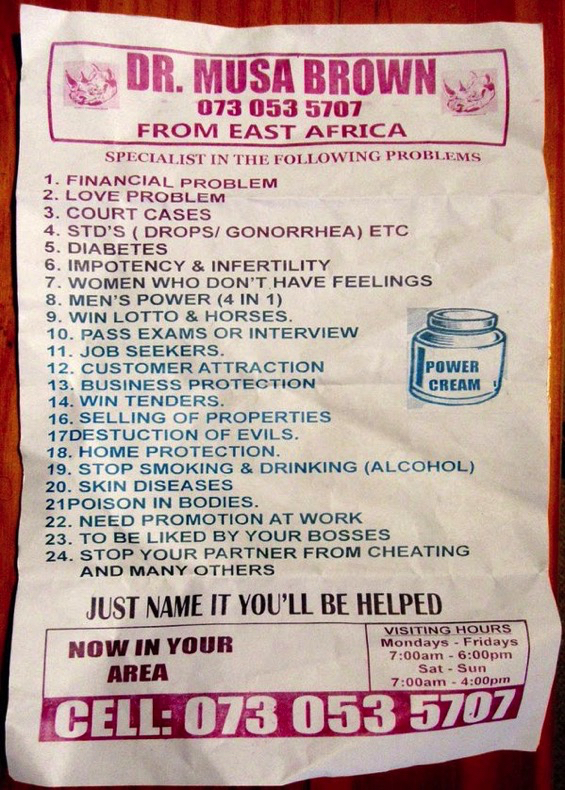 DR. MUSA BROWN
073 053 5707
FROM EAST AFRICA
SPECIALIST IN THE FOLLOWING PROBLEMS
1. FINANCIAL PROBLEM
2. LOVE PROBLEM
3. COURT CASES
4. STD'S ( DROPS/ GONORRHEA) ETC
5. DIABETES
6. IMPOTENCY & INFERTILITY
7. WOMEN WHO DON'T HAVE FEELINGS
8. MEN'S POWER (4 IN 1)
9. WIN LOTTO & HORSES.
10. PASS EXAMS OR INTERVIEW
11. JOB SEEKERS.
12. CUSTOMER ATTRACTION
13. BUSINESS PROTECTION
14. WIN TENDERS.
16. SELLING OF PROPERTIES
17DESTUCTION OF EVILS.
18. HOME PROTECTION.
19. STOP SMOKING & DRINKING (ALCOHOL)
20. SKIN DISEASES
21POISON IN BODIES.
22. NEED PROMOTION AT WORK
23. TO BE LIKED BY YOUR BOSSES
24. STOP YOUR PARTNER FROM CHEATING
AND MANY OTHERS
POWER
CREAM
JUST NAME IT YOU'LL BE HELPED
NOW IN YOUR
AREA
VISITING HOURS
Mondays - Fridays
7:00am - 6:00pm
Sat - Sun
7:00am - 4:00pm
CELL: 073 053 5707